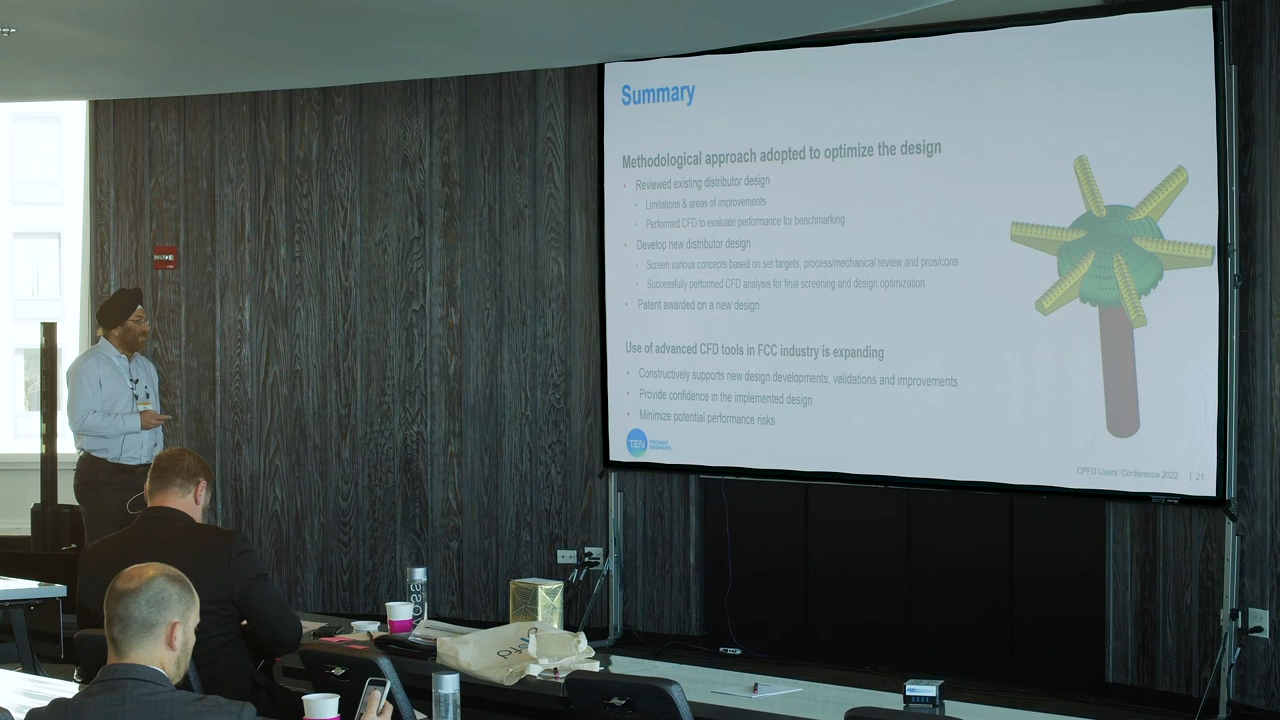 Summary
Methodological approach adopted to optimize the design
• Reviewed existing distributor design
• Limitations & areas of improvements
• Performed CFD to evaluate performance for benchmarking
• Develop new distributor design
• Screen various concepts based on set targets, process/mechanical review and pros/cons
• Successfully performed CFD analysis for final screening and design optimization
• Patent awarded on a new design
Use of advanced CFD tools in FCC industry is expanding
• Constructively supports new design developments, validations and improvements
• Provide confidence in the implemented design
• Minimize potential performance risks
T.EN TECHNIP
ENERGIES
CPFD Users' Conference 2022 | 21